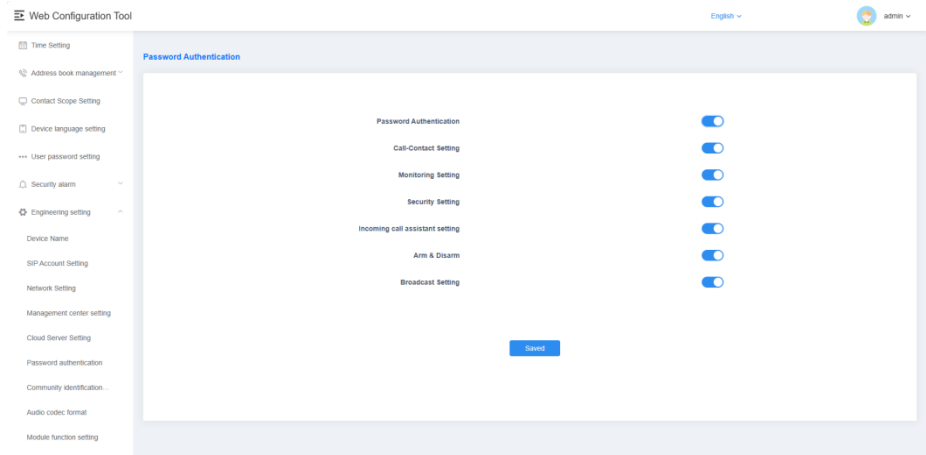 Web Configuration Tool
English
admin
Time Setting
Address book management
Contact Scope Setting
Device language setting
User password setting
Security alarm
Engineering setting
Device Name
SIP Account Setting
Network Setting
Management center setting
Cloud Server Setting
Password authentication
Community identification...
Audio codec format
Module function setting
Password Authentication
Password Authentication
Call-Contact Setting
Monitoring Setting
Security Setting
Incoming call assistant setting
Arm & Disarm
Broadcast Setting
Saved